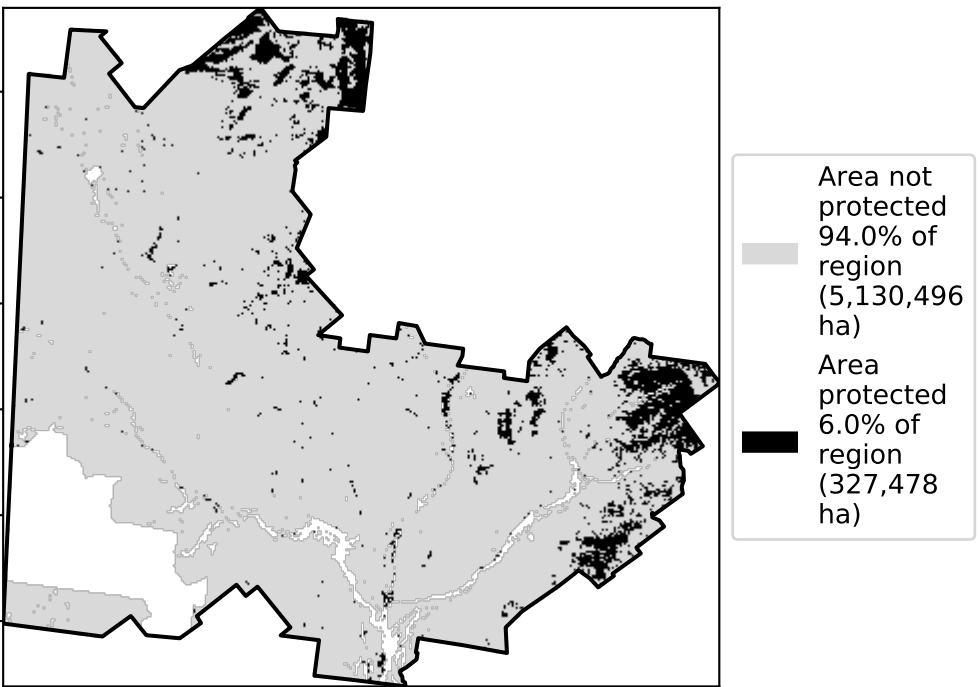 Area not
protected
94.0% of
region
(5,130,496
ha)
Area
protected
6.0% of
region
(327,478
ha)